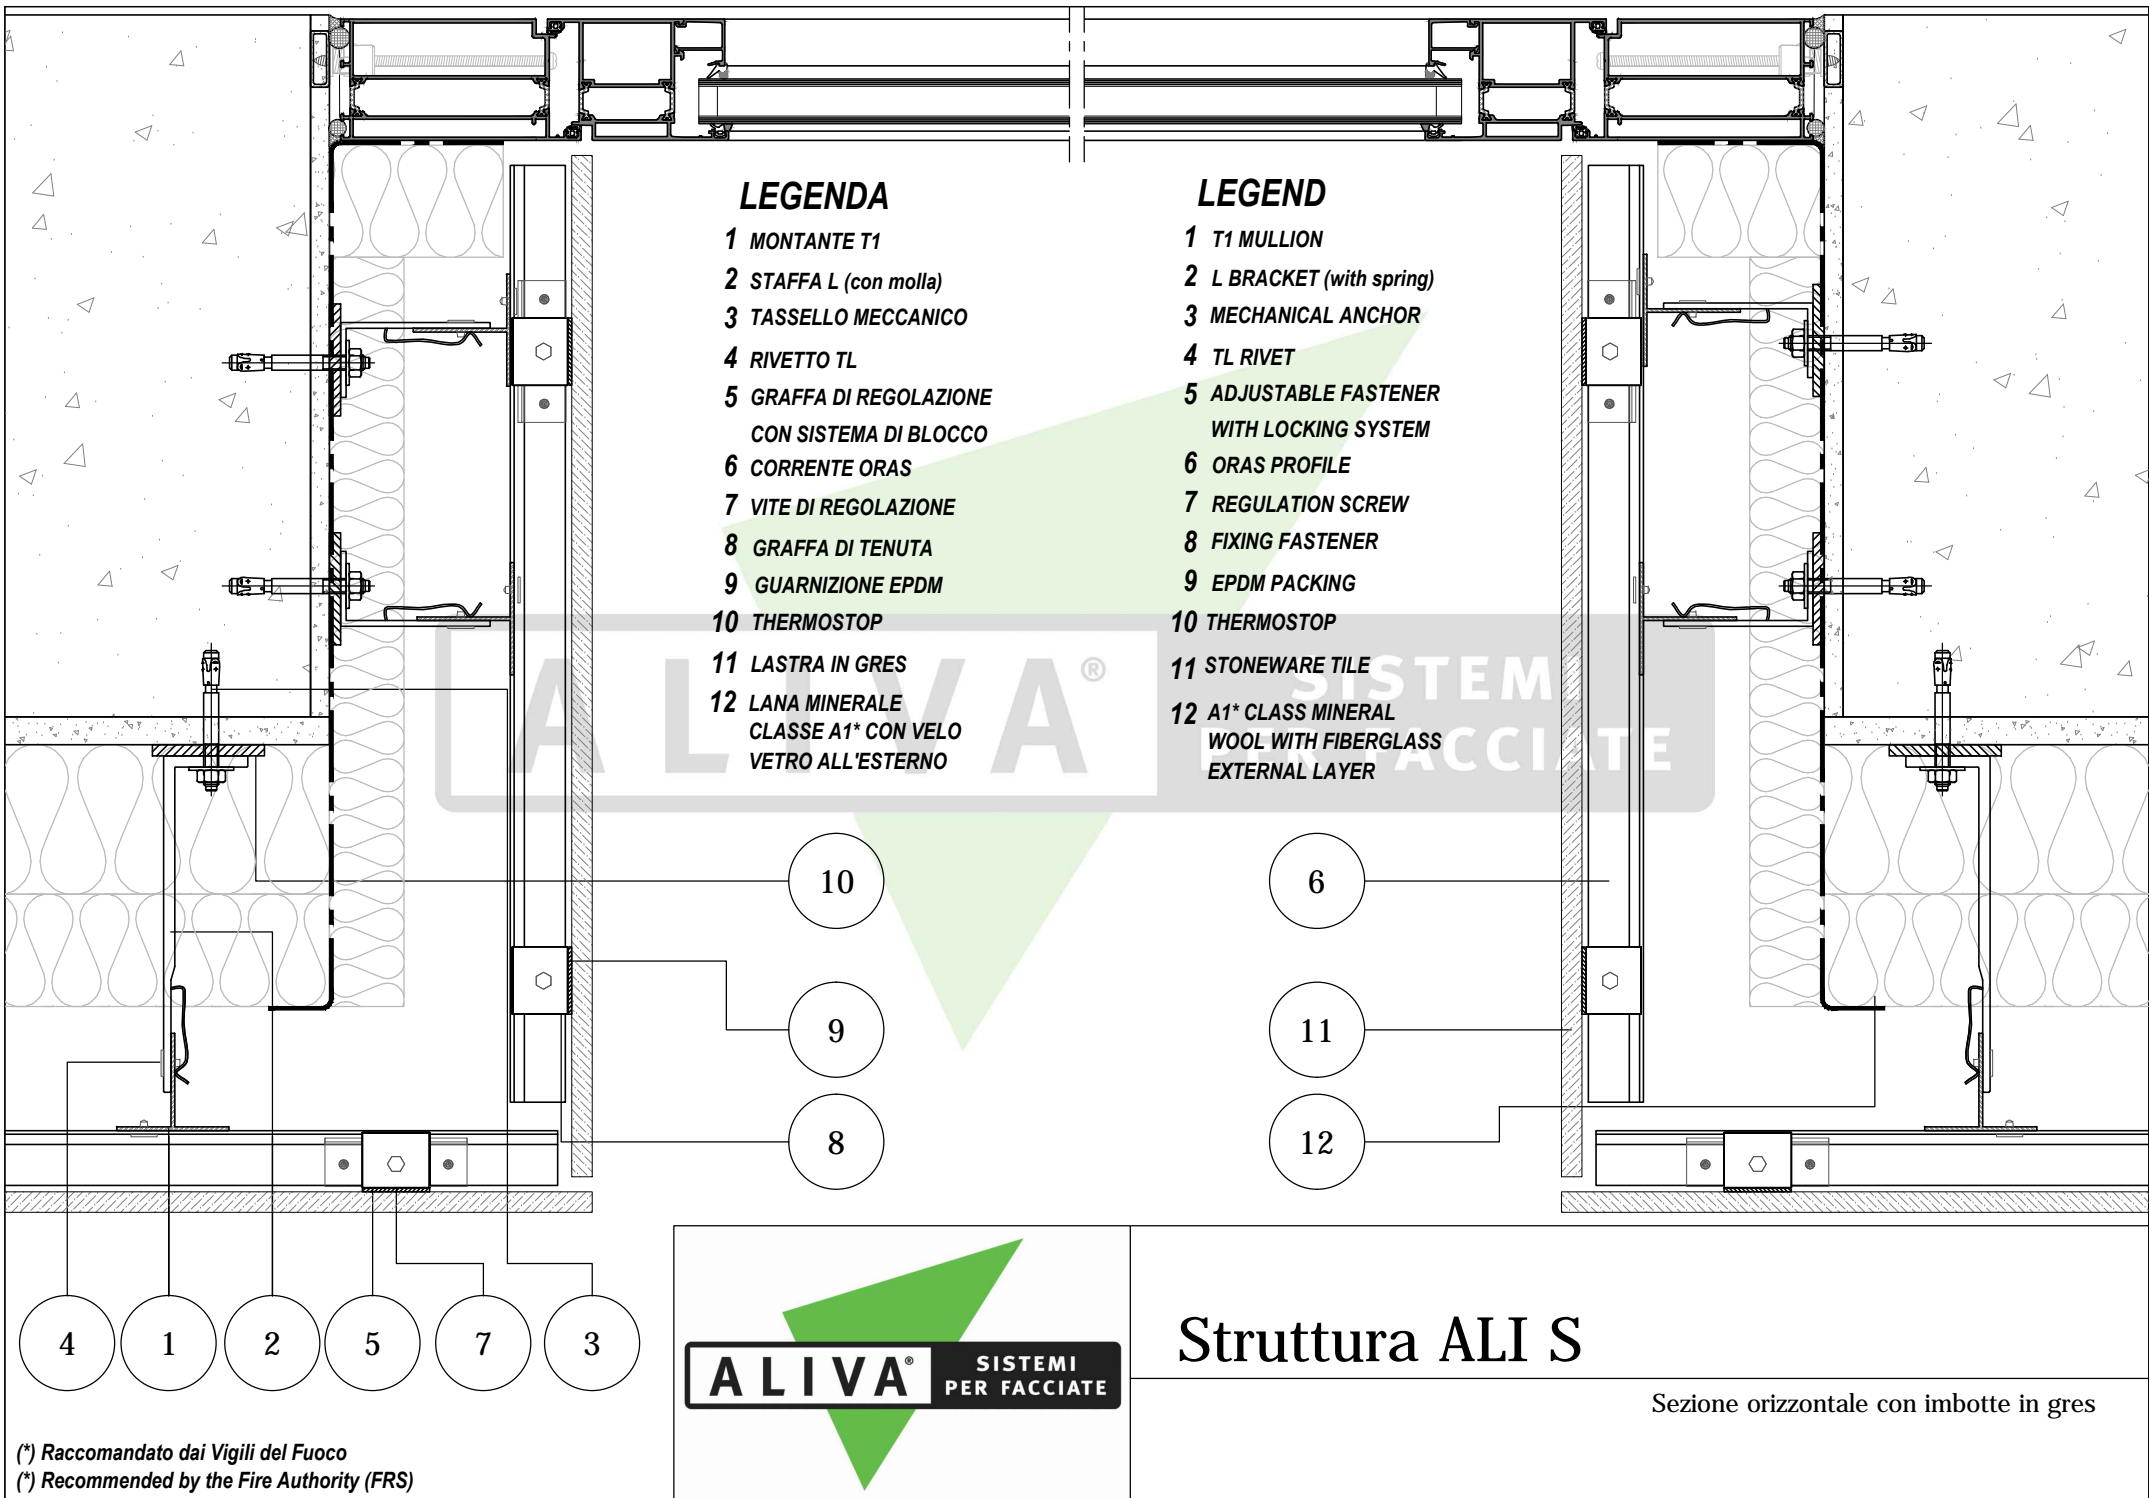 LEGENDA
1 MONTANTE T1
2 STAFFA L (con molla)
3 TASSELLO MECCANICO
4 RIVETTO TL
5 GRAFFA DI REGOLAZIONE
CON SISTEMA DI BLOCCO
6 CORRENTE ORAS
7 VITE DI REGOLAZIONE
8 GRAFFA DI TENUTA
9 GUARNIZIONE EPDM
10 THERMOSTOP
11 LASTRA IN GRES
12 LANA MINERALE
CLASSE A1* CON VELO
VETRO ALL'ESTERNO
LEGEND
1 T1 MULLION
2 L BRACKET (with spring)
3 MECHANICAL ANCHOR
4 TL RIVET
5 ADJUSTABLE FASTENER
WITH LOCKING SYSTEM
6 ORAS PROFILE
7 REGULATION SCREW
8 FIXING FASTENER
9 EPDM PACKING
10 THERMOSTOP
11 STONEWARE TILE
12 A1* CLASS MINERAL
WOOL WITH FIBERGLASS
EXTERNAL LAYER
ALIVA®
SISTEMI
PER FACCIATE
10
6
9
11
8
12
4
1
2
5
7
3
ALIVA®
SISTEMI
PER FACCIATE
Struttura ALI S
Sezione orizzontale con imbotte in gres
(*) Raccomandato dai Vigili del Fuoco
(*) Recommended by the Fire Authority (FRS)